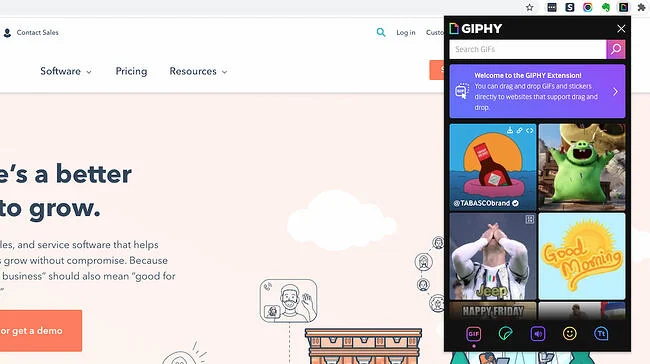 Contact Sales
Log in
Software
Pricing
Resources
e's a better
to grow.
les, and service software that helps
s grow without compromise. Because
business" should also mean "good for
"
or get a demo
GIPHY
Search GIFs
Welcome to the GIPHY Extension!
You can drag and drop GIFs and stickers
directly to websites that support drag and
drop.
GIF
@TABASCObrand
Jeep
Good
Morning
HAPPY FRIDAY
GIF
Tt